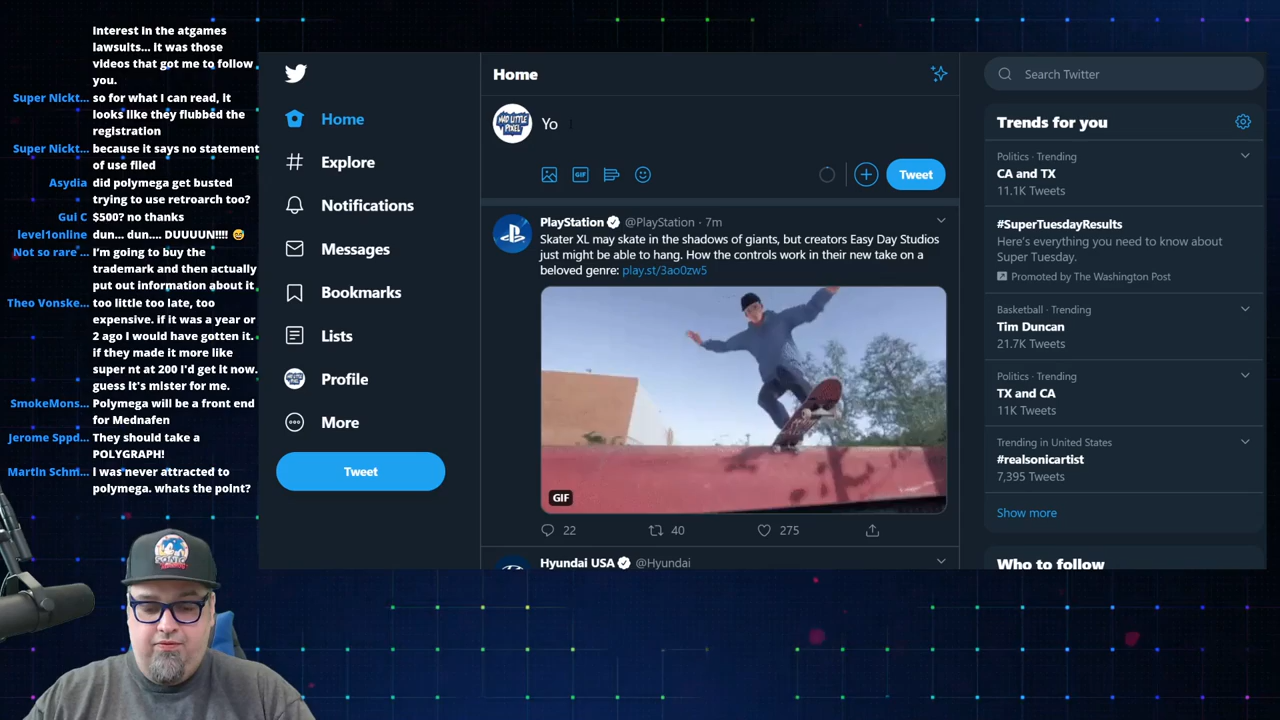 Interest in the atgames
lawsuits... It was those
videos that got me to follow
you.
Super Nickt... so for what I can read, it
looks like they flubbed the
registration
Super Nickt... because it says no statement
of use filed
Asydia did polymega get busted
trying to use retroarch too?
Gui C $500? no thanks
level1online dun... dun.... DUUUUN!!!! 😅
Not so rare ... I'm going to buy the
trademark and then actually
put out information about it
Theo Vonske... too little too late, too
expensive. if it was a year or
2 ago I would have gotten it.
if they made it more like
super nt at 200 I'd get it now.
guess it's mister for me.
SmokeMons... Polymega will be a front end
for Mednafen
Jerome Sppd... They should take a
POLYGRAPH!
Martin Schm... I was never attracted to
polymega. whats the point?
Home
Explore
Notifications
Messages
Bookmarks
Lists
Profile
More
Tweet
Home
MAD LITTLE
PIXEL
Yo
GIF
Tweet
PlayStation @PlayStation · 7m
Skater XL may skate in the shadows of giants, but creators Easy Day Studios
just might be able to hang. How the controls work in their new take on a
beloved genre: play.st/3ao0zw5
GIF
22 40 275
Hyundai USA @Hyundai
Search Twitter
Trends for you
Politics · Trending
CA and TX
11.1K Tweets
#SuperTuesdayResults
Here's everything you need to know about
Super Tuesday.
Promoted by The Washington Post
Basketball · Trending
Tim Duncan
21.7K Tweets
Politics · Trending
TX and CA
11K Tweets
Trending in United States
#realsonicartist
7,395 Tweets
Show more
Who to follow